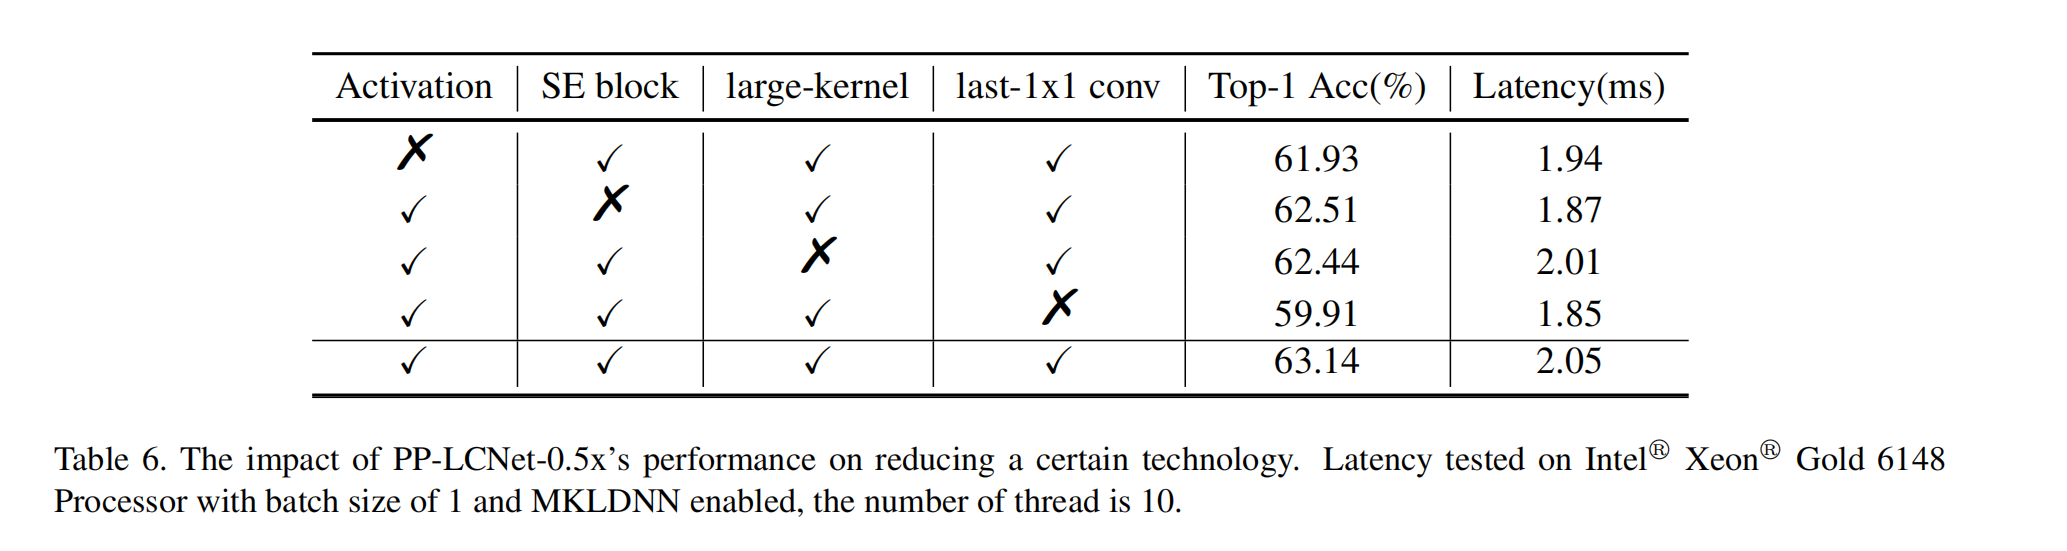 Activation SE block large-kernel last-1x1 conv Top-1 Acc(%) Latency(ms)
✗ ✓ ✓ ✓ 61.93 1.94
✓ ✗ ✓ ✓ 62.51 1.87
✓ ✓ ✗ ✓ 62.44 2.01
✓ ✓ ✓ ✗ 59.91 1.85
✓ ✓ ✓ ✓ 63.14 2.05
Table 6. The impact of PP-LCNet-0.5x's performance on reducing a certain technology. Latency tested on Intel® Xeon® Gold 6148
Processor with batch size of 1 and MKLDNN enabled, the number of thread is 10.